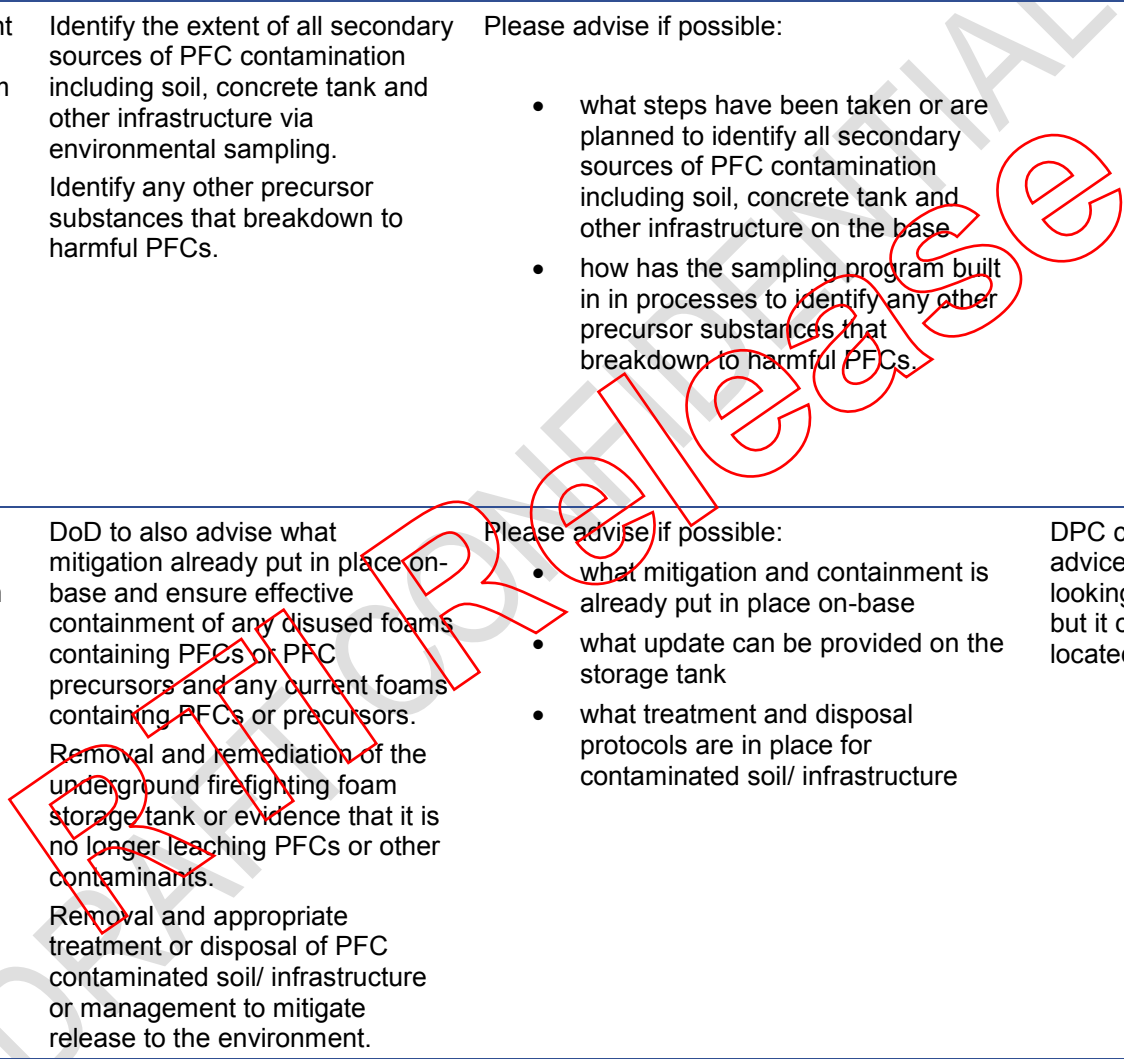 nt
n
Identify the extent of all secondary
sources of PFC contamination
including soil, concrete tank and
other infrastructure via
environmental sampling.
Identify any other precursor
substances that breakdown to
harmful PFCs.
Please advise if possible:
• what steps have been taken or are
planned to identify all secondary
sources of PFC contamination
including soil, concrete tank and
other infrastructure on the base
• how has the sampling program built
in in processes to identify any other
precursor substances that
breakdown to harmful PFCs.
DoD to also advise what
mitigation already put in place on-
base and ensure effective
containment of any disused foams
containing PFCs or PFC
precursors and any current foams
containing PFCs or precursors.
Removal and remediation of the
underground firefighting foam
storage tank or evidence that it is
no longer leaching PFCs or other
contaminants.
Removal and appropriate
treatment or disposal of PFC
contaminated soil/ infrastructure
or management to mitigate
release to the environment.
Please advise if possible:
• what mitigation and containment is
already put in place on-base
• what update can be provided on the
storage tank
• what treatment and disposal
protocols are in place for
contaminated soil/ infrastructure
DPC
advice
looking
but it
located
DRAFT CONFIDENTIAL
RTI Release